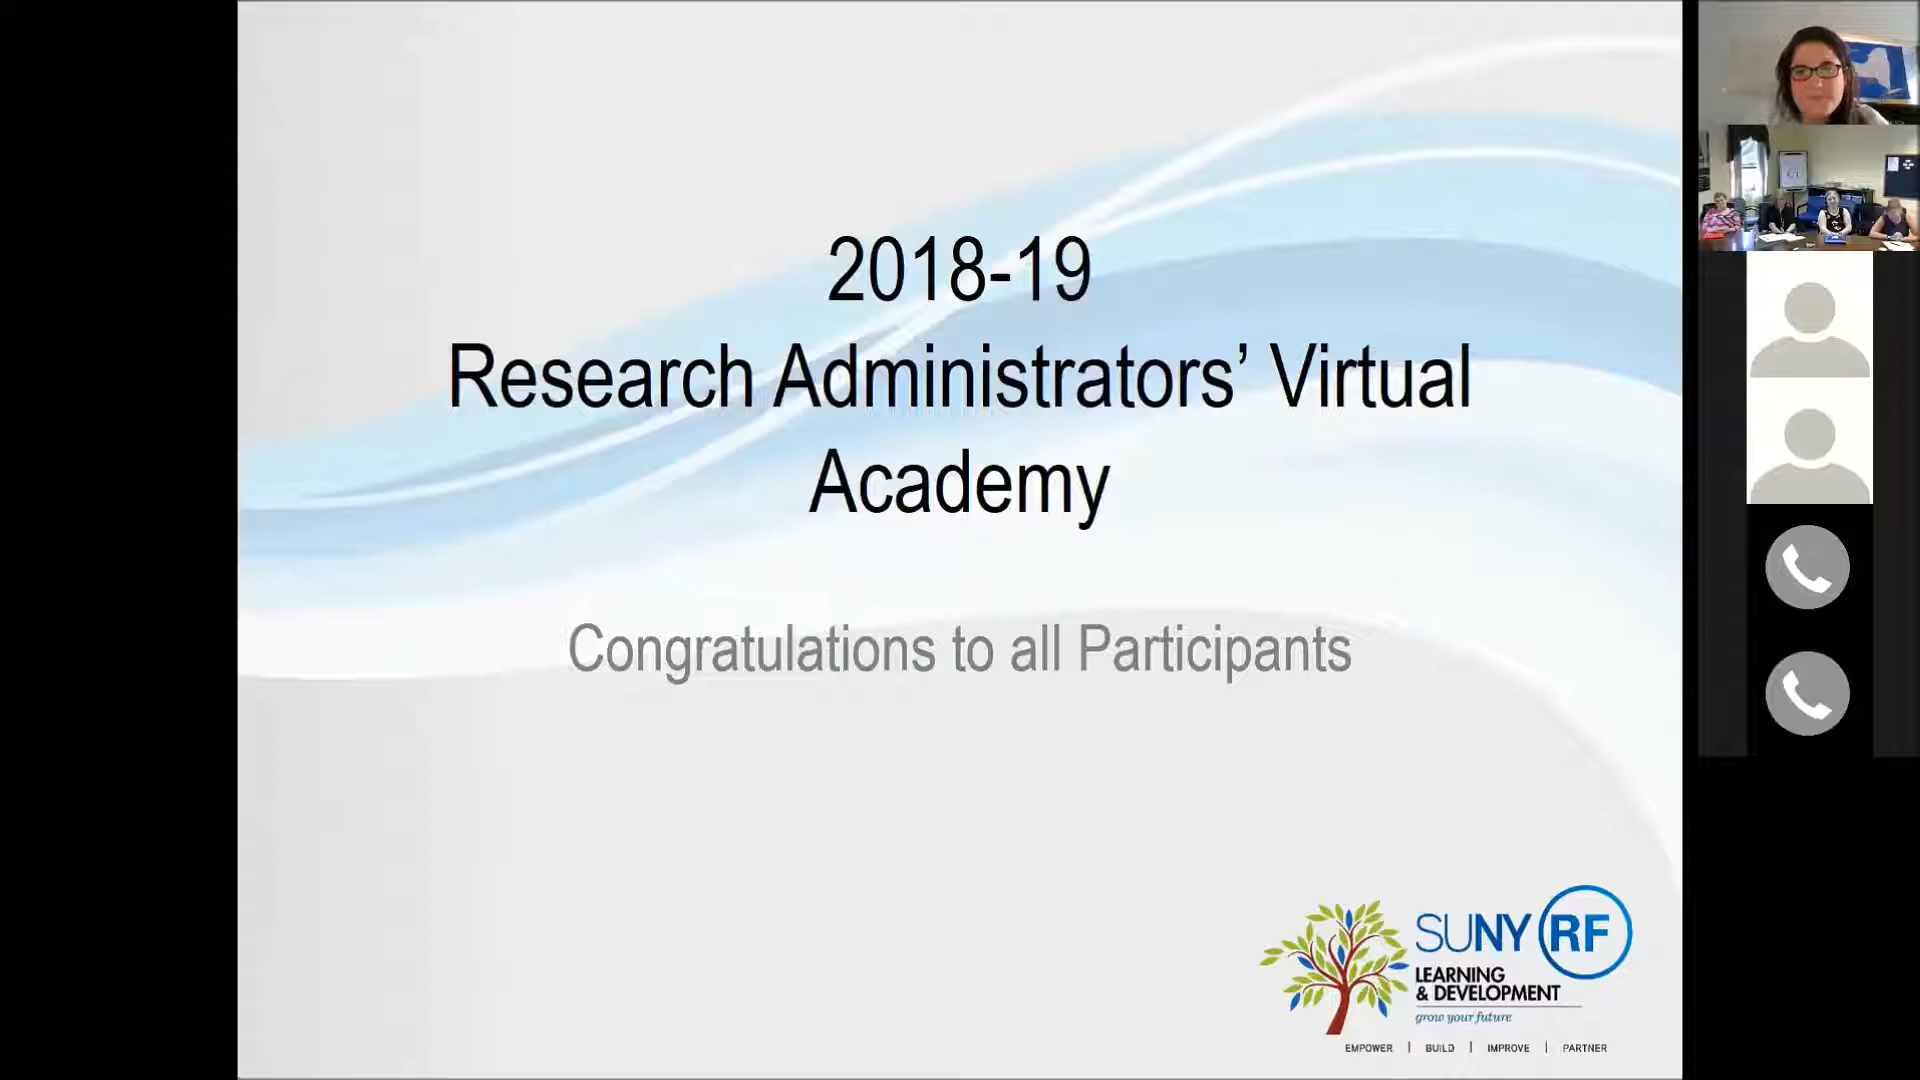 2018-19
Research Administrators’ Virtual
Academy
Congratulations to all Participants
SUNY RF
LEARNING
& DEVELOPMENT
grow your future
EMPOWER | BUILD | IMPROVE | PARTNER